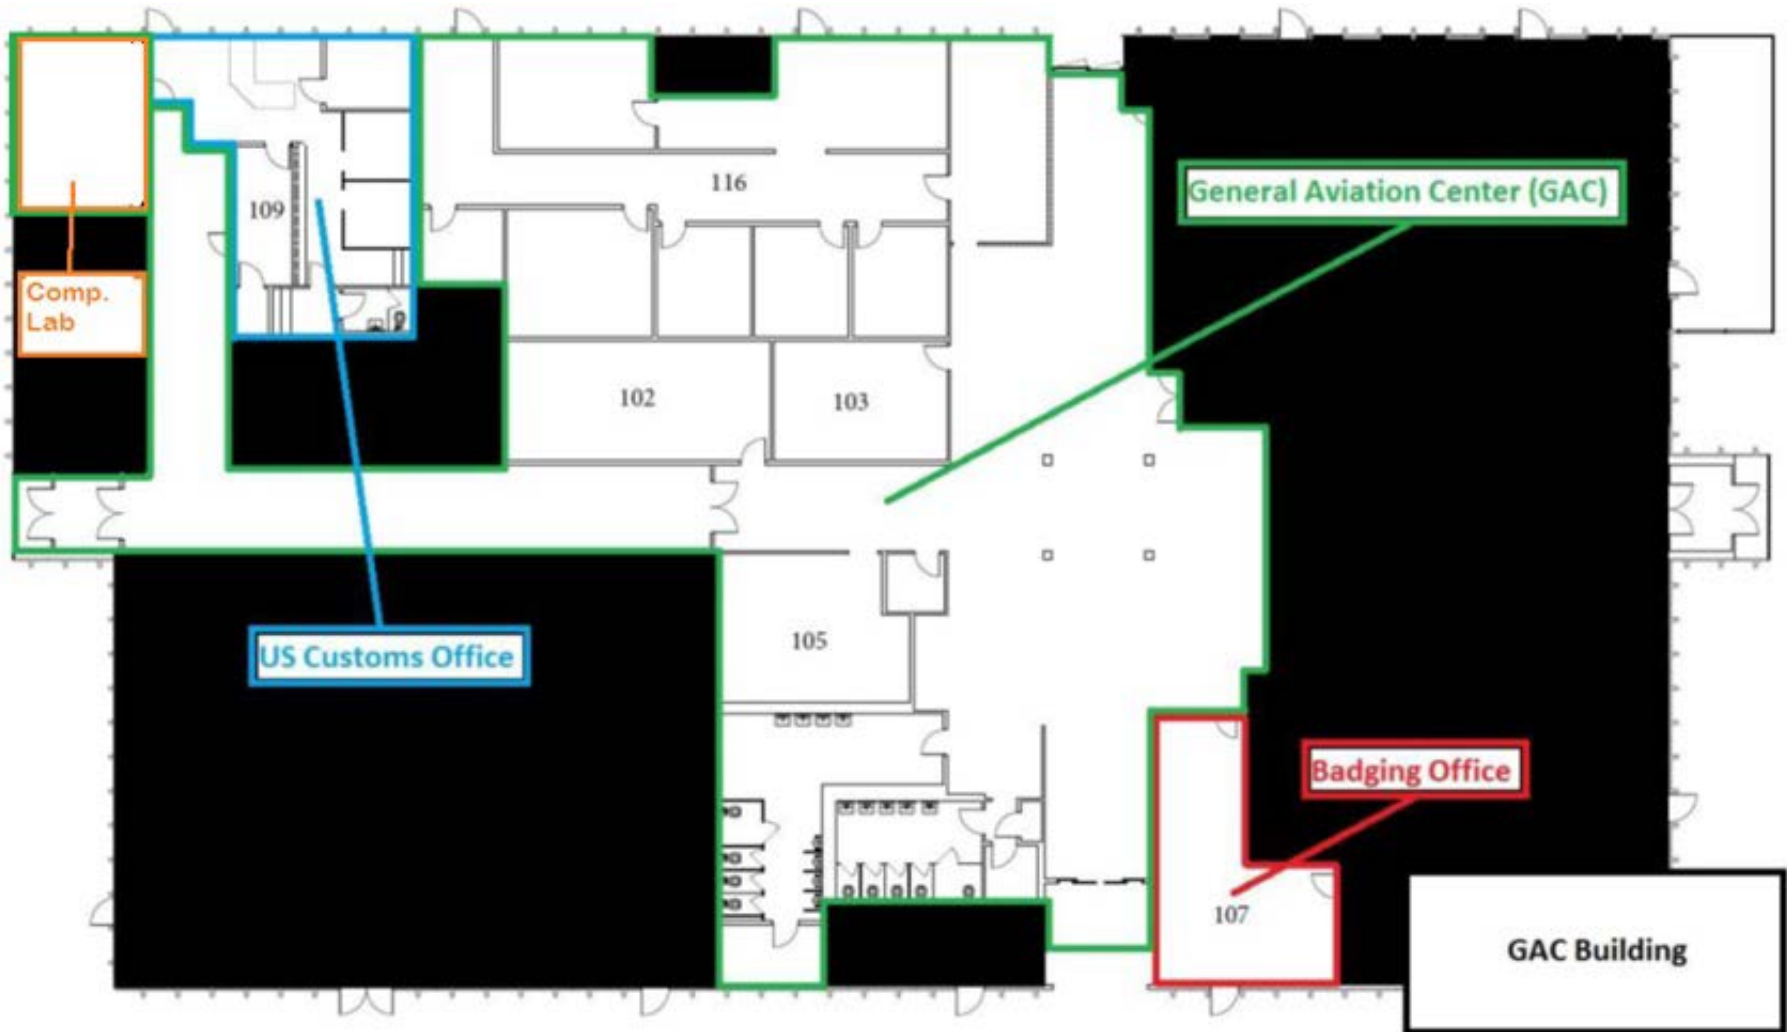 116
General Aviation Center (GAC)
109
Comp.
Lab
102
103
US Customs Office
105
Badging Office
107
GAC Building